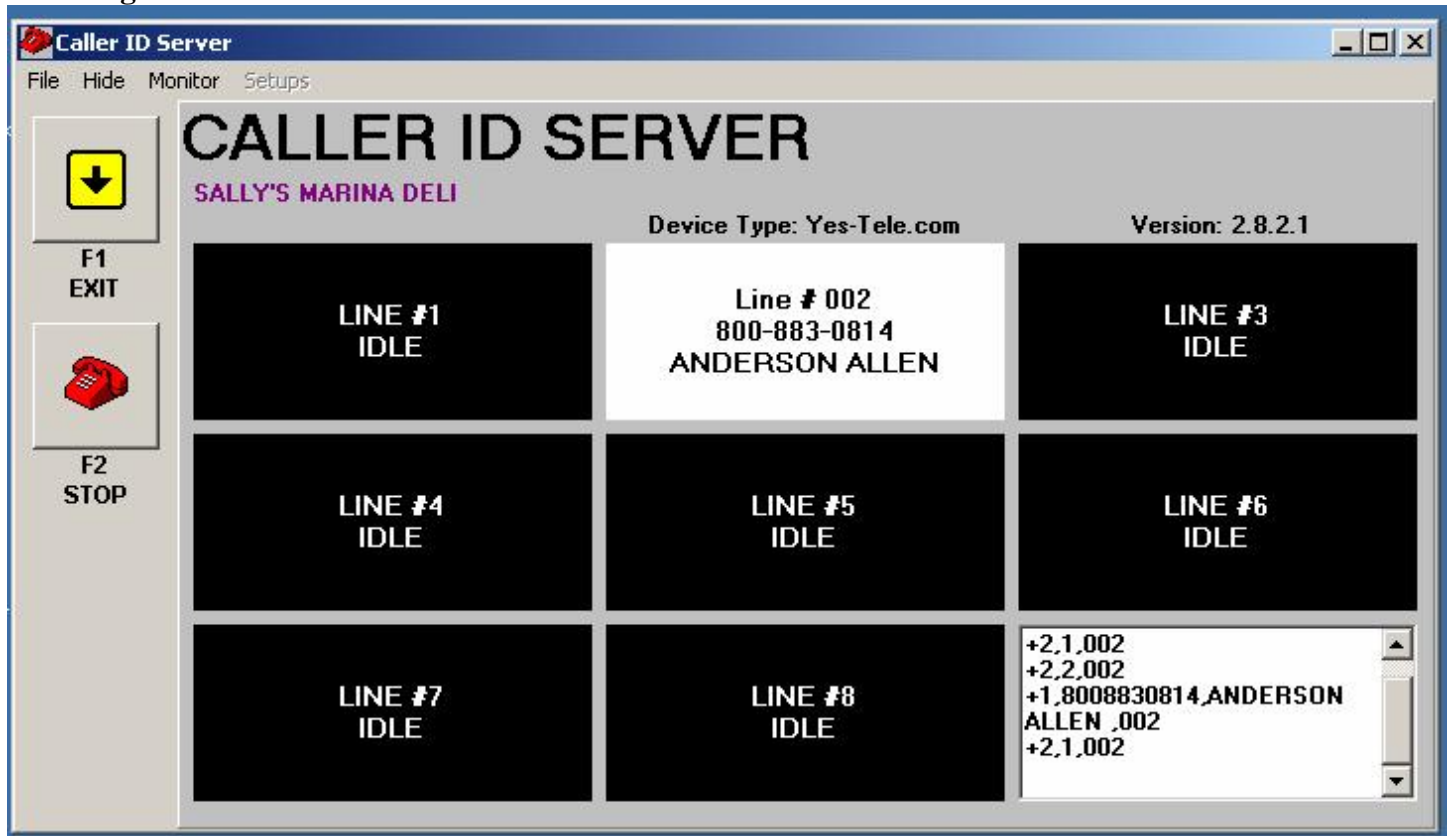 Caller ID Server
File Hide Monitor Setups
CALLER ID SERVER
SALLY'S MARINA DELI
Device Type: Yes-Tele.com Version: 2.8.2.1
F1
EXIT
F2
STOP
LINE #1
IDLE
Line # 002
800-883-0814
ANDERSON ALLEN
LINE #3
IDLE
LINE #4
IDLE
LINE #5
IDLE
LINE #6
IDLE
LINE #7
IDLE
LINE #8
IDLE
+2,1,002
+2,2,002
+1,8008830814,ANDERSON
ALLEN ,002
+2,1,002